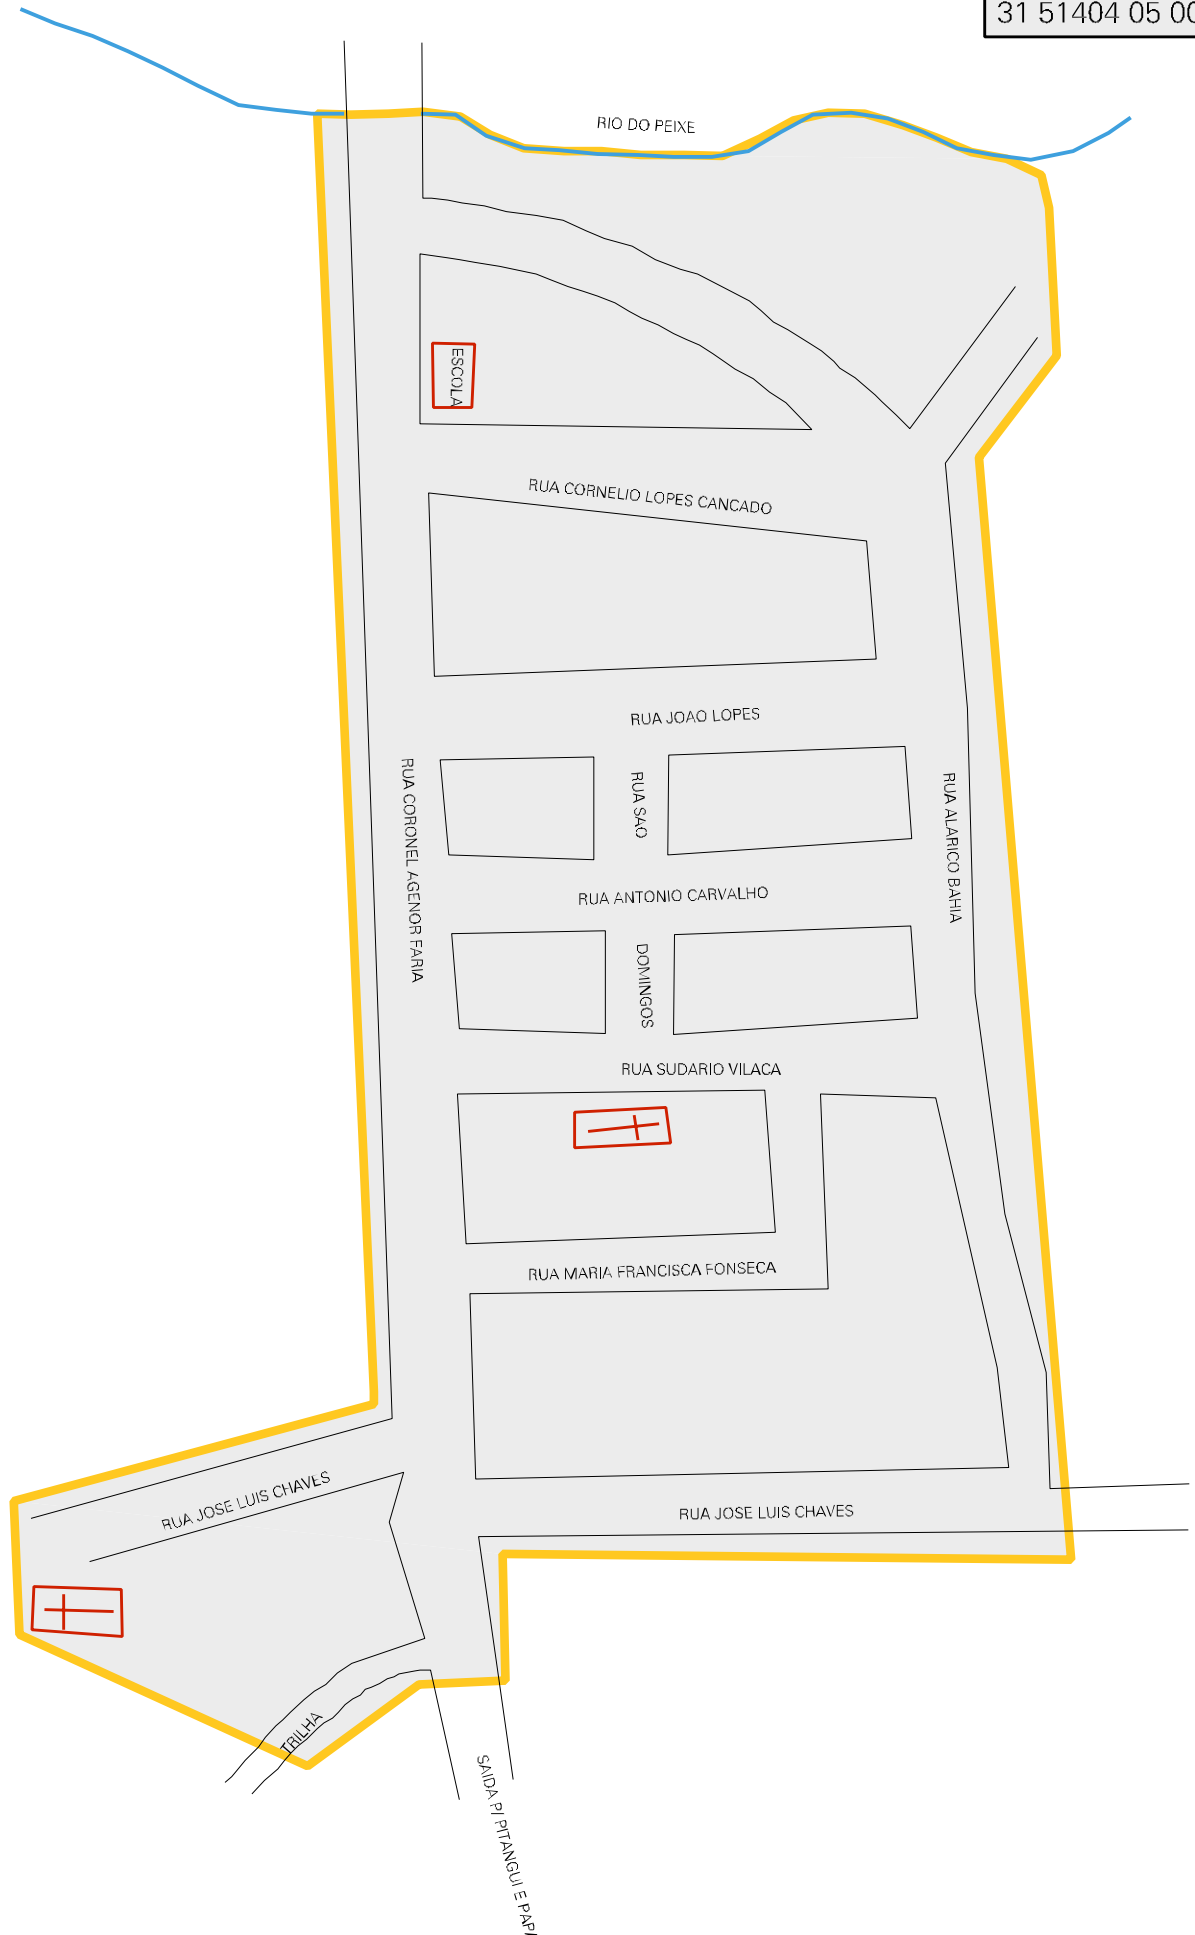 31 51404 05 00
RIO DO PEIXE
ESCOLA
RUA CORNELIO LOPES CANCADO
RUA JOAO LOPES
RUA CORONEL AGENOR FARIA
RUA SAO
RUA ALARICO BAHIA
RUA ANTONIO CARVALHO
DOMINGOS
RUA SUDARIO VILACA
RUA MARIA FRANCISCA FONSECA
RUA JOSE LUIS CHAVES
RUA JOSE LUIS CHAVES
TRILHA
SAIDA P/ PITANGUI E